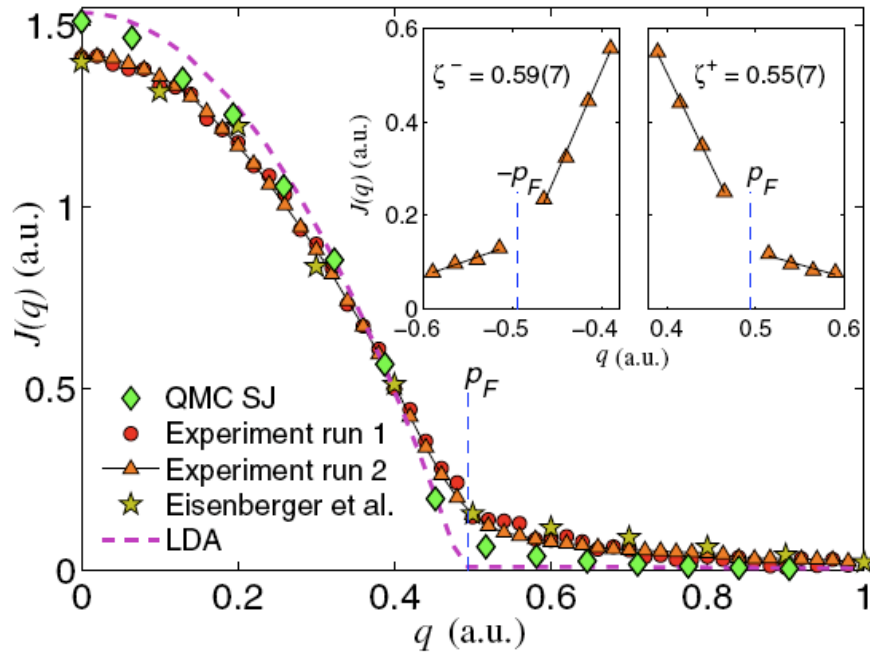 1.5
1
0.5
0
J(q) (a.u.)
0
0.2
0.4
0.6
0.8
1
q (a.u.)
QMC SJ
Experiment run 1
Experiment run 2
Eisenberger et al.
LDA
p_F
0.6
0.4
0.2
0
J(q) (a.u.)
ζ⁻ = 0.59(7)
-p_F
−0.6
−0.5
−0.4
ζ⁺ = 0.55(7)
p_F
0.4
0.5
0.6
q (a.u.)